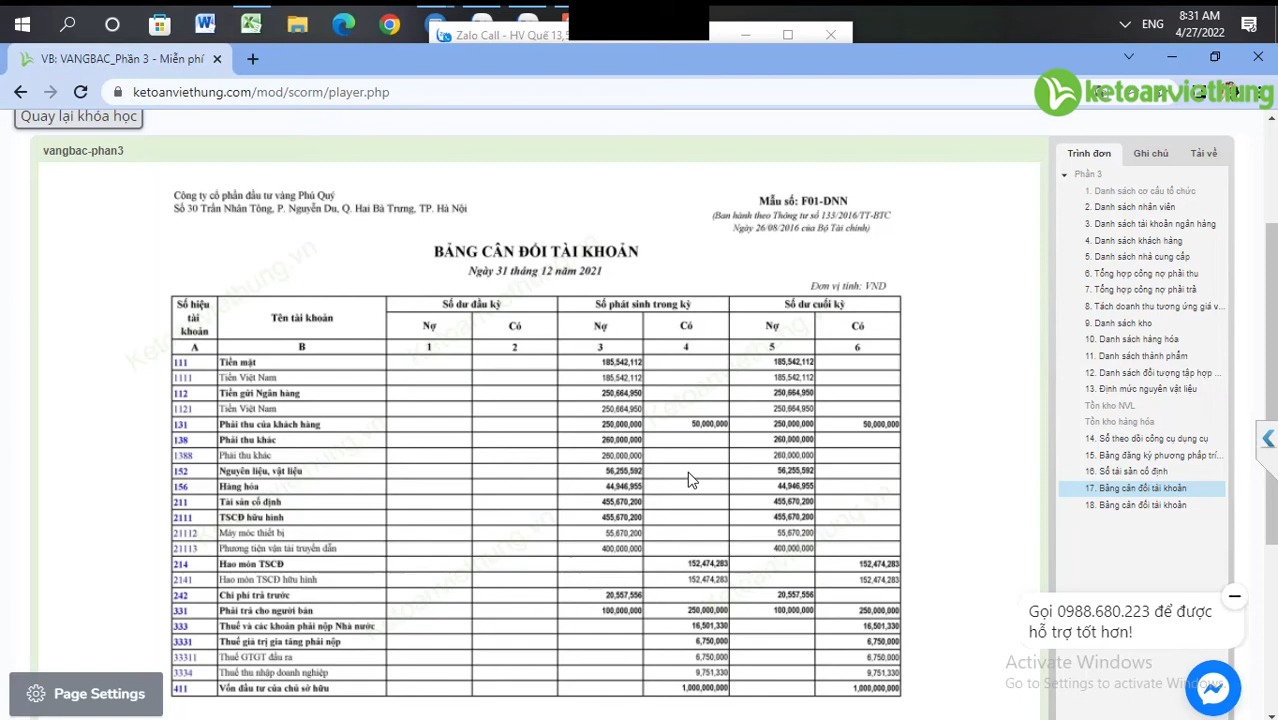 ENG
8:31 AM
4/27/2022
Zalo Call - HV Quế 13,5
VB: VANGBAC_Phần 3 - Miễn phí
ketoanviethung.com/mod/scorm/player.php
ketoanviethung
Quay lại khóa học
vangbac-phan3
Công ty cổ phần đầu tư vàng Phú Quý
Số 30 Trần Nhân Tông, P. Nguyễn Du, Q. Hai Bà Trưng, TP. Hà Nội
Mẫu số: F01-DNN
(Ban hành theo Thông tư số 133/2016/TT-BTC
Ngày 26/08/2016 của Bộ Tài chính)
BẢNG CÂN ĐỐI TÀI KHOẢN
Ngày 31 tháng 12 năm 2021
Đơn vị tính: VND
Số hiệu tài khoản Tên tài khoản Số dư đầu kỳ Số phát sinh trong kỳ Số dư cuối kỳ
Nợ Có Nợ Có Nợ Có
A B 1 2 3 4 5 6
111 Tiền mặt 185,542,112 185,542,112
1111 Tiền Việt Nam 185,542,112 185,542,112
112 Tiền gửi Ngân hàng 250,664,950 250,664,950
1121 Tiền Việt Nam 250,664,950 250,664,950
131 Phải thu của khách hàng 250,000,000 50,000,000 250,000,000 50,000,000
138 Phải thu khác 260,000,000 260,000,000
1388 Phải thu khác 260,000,000 260,000,000
152 Nguyên liệu, vật liệu 56,255,592 56,255,592
156 Hàng hóa 44,946,955 44,946,955
211 Tài sản cố định 455,670,200 455,670,200
2111 TSCĐ hữu hình 455,670,200 455,670,200
21112 Máy móc thiết bị 55,670,200 55,670,200
21113 Phương tiện vận tải truyền dẫn 400,000,000 400,000,000
214 Hao mòn TSCĐ 152,474,283 152,474,283
2141 Hao mòn TSCĐ hữu hình 152,474,283 152,474,283
242 Chi phí trả trước 20,557,556 20,557,556
331 Phải trả cho người bán 100,000,000 250,000,000 100,000,000 250,000,000
333 Thuế và các khoản phải nộp Nhà nước 16,501,330 16,501,330
3331 Thuế giá trị gia tăng phải nộp 6,750,000 6,750,000
33311 Thuế GTGT đầu ra 6,750,000 6,750,000
3334 Thuế thu nhập doanh nghiệp 9,751,330 9,751,330
411 Vốn đầu tư của chủ sở hữu 1,000,000,000 1,000,000,000
Trình đơn Ghi chú Tải về
Phần 3
1. Danh sách cơ cấu tổ chức
2. Danh sách nhân viên
3. Danh sách tài khoản ngân hàng
4. Danh sách khách hàng
5. Danh sách nhà cung cấp
6. Tổng hợp công nợ phải thu
7. Tổng hợp công nợ phải trả
8. Tách doanh thu tương ứng giá v...
9. Danh sách kho
10. Danh sách hàng hóa
11. Danh sách thành phẩm
12. Danh sách đối tượng tập hợp ...
13. Định mức nguyên vật liệu
Tồn kho NVL
Tồn kho hàng hóa
14. Sổ theo dõi công cụ dụng cụ
15. Bảng đăng ký phương pháp trí...
16. Sổ tài sản cố định
17. Bảng cân đối tài khoản
18. Bảng cân đối tài khoản
Gọi 0988.680.223 để được
hỗ trợ tốt hơn!
Activate Windows
Go to Settings to activate Windows.
Page Settings
Ketoanviethung.vn